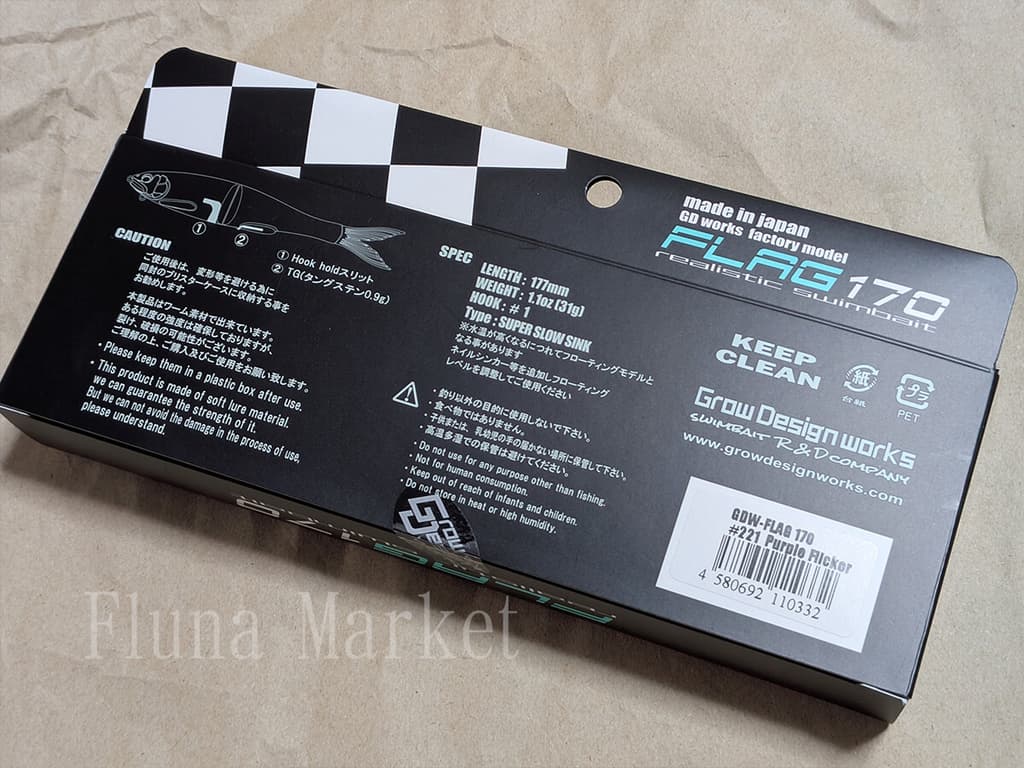 made in japan
GD works factory model
FLAG 170
realistic swimbait
① ②
① Hook holdスリット
② TG(タングステン0.9g)
CAUTION
ご使用後は、変形等を避ける為に
同封のブリスターケースに収納する事を
お勧めします。
本製品はワーム素材で出来ています。
ある程度の強度は確保しておりますが、
裂け、破損の可能性がございます。
ご理解の上、ご購入及びご使用をお願い致します。
・Please keep them in a plastic box after use.
・This product is made of soft lure material.
we can guarantee the strength of it.
But we can not avoid the damage in the process of use,
please understand.
SPEC
LENGTH : 177mm
WEIGHT : 1.1oz (31g)
HOOK : # 1
Type : SUPER SLOW SINK
※水温が高くなるにつれてフローティングモデルと
なる事があります
ネイルシンカー等を追加しフローティング
レベルを調整してご使用ください
・釣り以外の目的に使用しないで下さい。
・食べ物ではありません。
・子供または、乳幼児の手の届かない場所に保管して下さい。
・高温多湿での保管は避けてください。
・Do not use for any purpose other than fishing.
・Not for human consumption.
・Keep out of reach of infants and children.
・Do not store in heat or high humidity.
KEEP
CLEAN
紙
台紙
プラ
PET
Grow Design works
SWIMBAIT R&D COMPANY
www.growdesignworks.com
GDW-FLAG 170
#221 Purple Flicker
4 580692 110332
Fluna Market